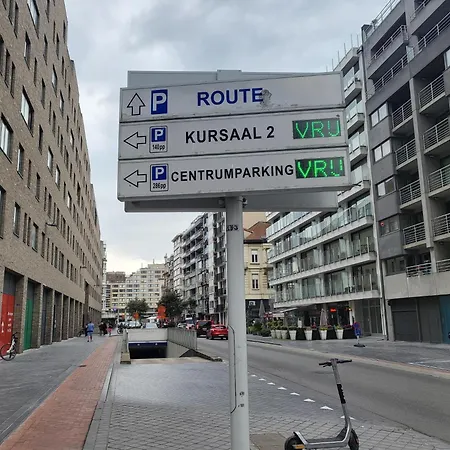 P ROUTE
P 140pp KURSAAL 2 VRIJ
P 286pp CENTRUMPARKING VRIJ